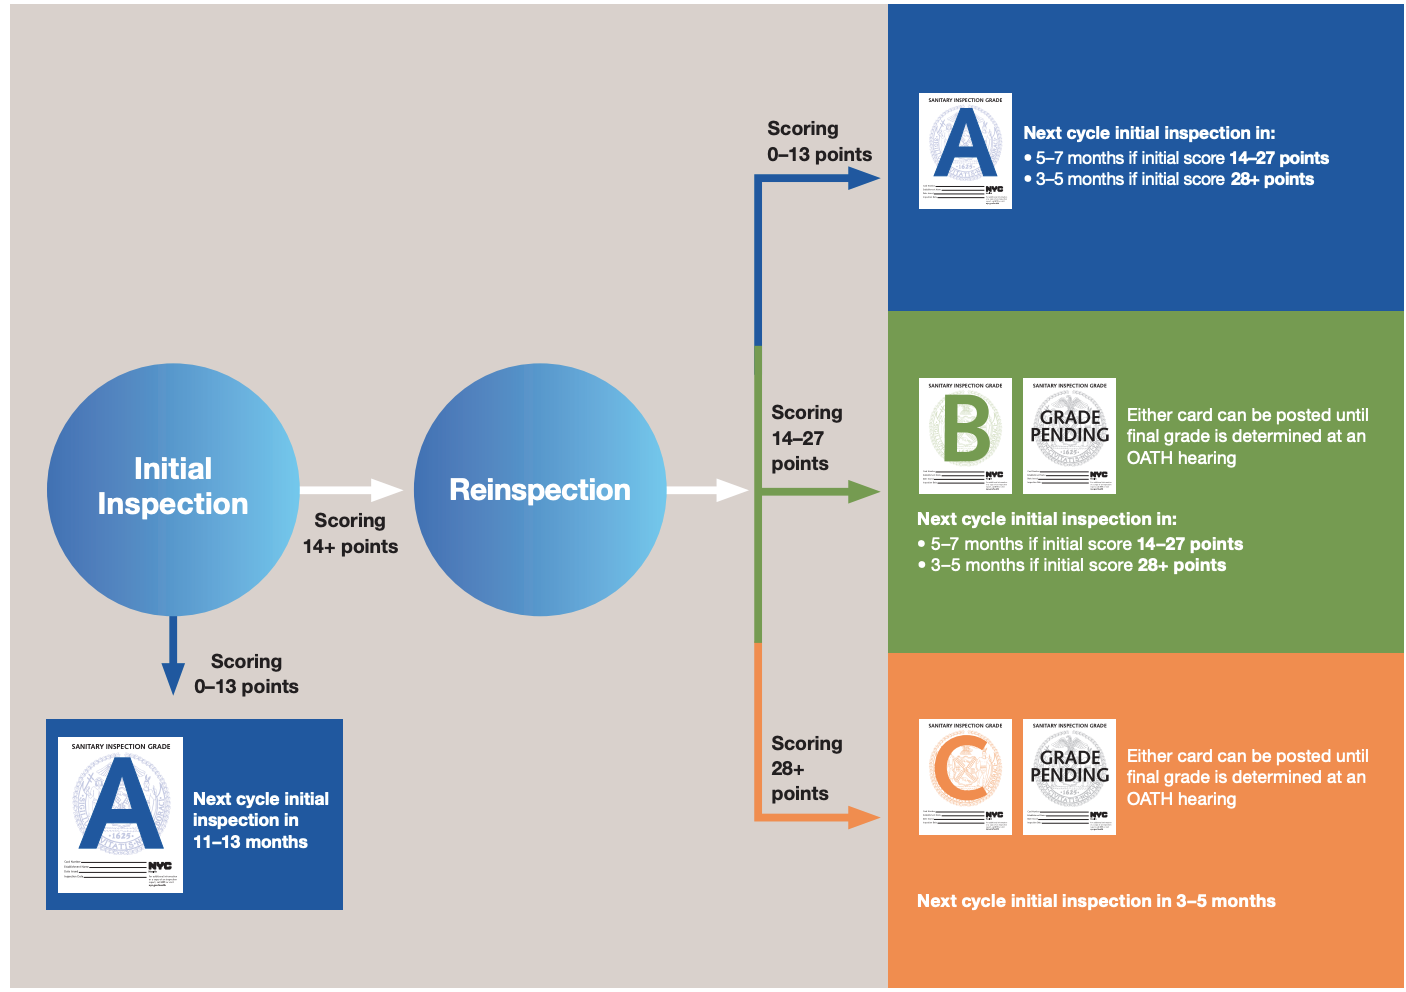 Initial
Inspection
Scoring
14+ points
Scoring
0–13 points
SANITARY INSPECTION GRADE
A
1625
NYC
Next cycle initial
inspection in
11–13 months
Reinspection
Scoring
0–13 points
SANITARY INSPECTION GRADE
A
1625
NYC
Next cycle initial inspection in:
• 5–7 months if initial score 14–27 points
• 3–5 months if initial score 28+ points
Scoring
14–27
points
SANITARY INSPECTION GRADE
B
NYC
SANITARY INSPECTION GRADE
GRADE
PENDING
1625
NYC
Either card can be posted until
final grade is determined at an
OATH hearing
Next cycle initial inspection in:
• 5–7 months if initial score 14–27 points
• 3–5 months if initial score 28+ points
Scoring
28+
points
SANITARY INSPECTION GRADE
C
NYC
SANITARY INSPECTION GRADE
GRADE
PENDING
1625
NYC
Either card can be posted until
final grade is determined at an
OATH hearing
Next cycle initial inspection in 3–5 months